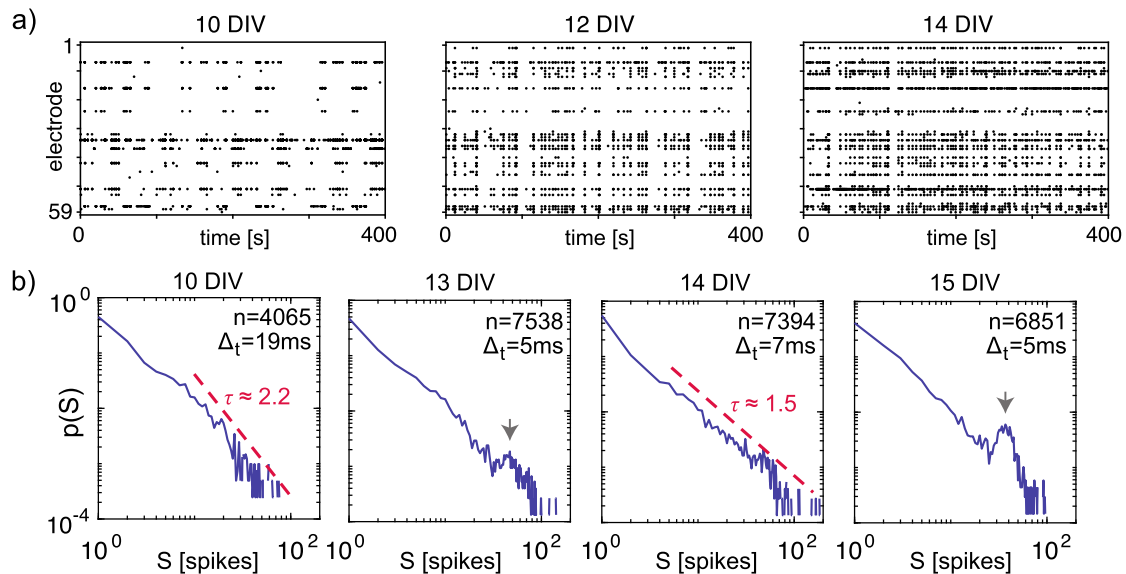 a)
10 DIV
12 DIV
14 DIV
1
electrode
59
0
400
time [s]
0
400
time [s]
0
400
time [s]
b)
10 DIV
13 DIV
14 DIV
15 DIV
10^0
p(S)
10^-4
n=4065
Δt=19ms
τ ≈ 2.2
n=7538
Δt=5ms
n=7394
Δt=7ms
τ ≈ 1.5
n=6851
Δt=5ms
10^0
10^2
S [spikes]
10^0
10^2
S [spikes]
10^0
10^2
S [spikes]
10^0
10^2
S [spikes]